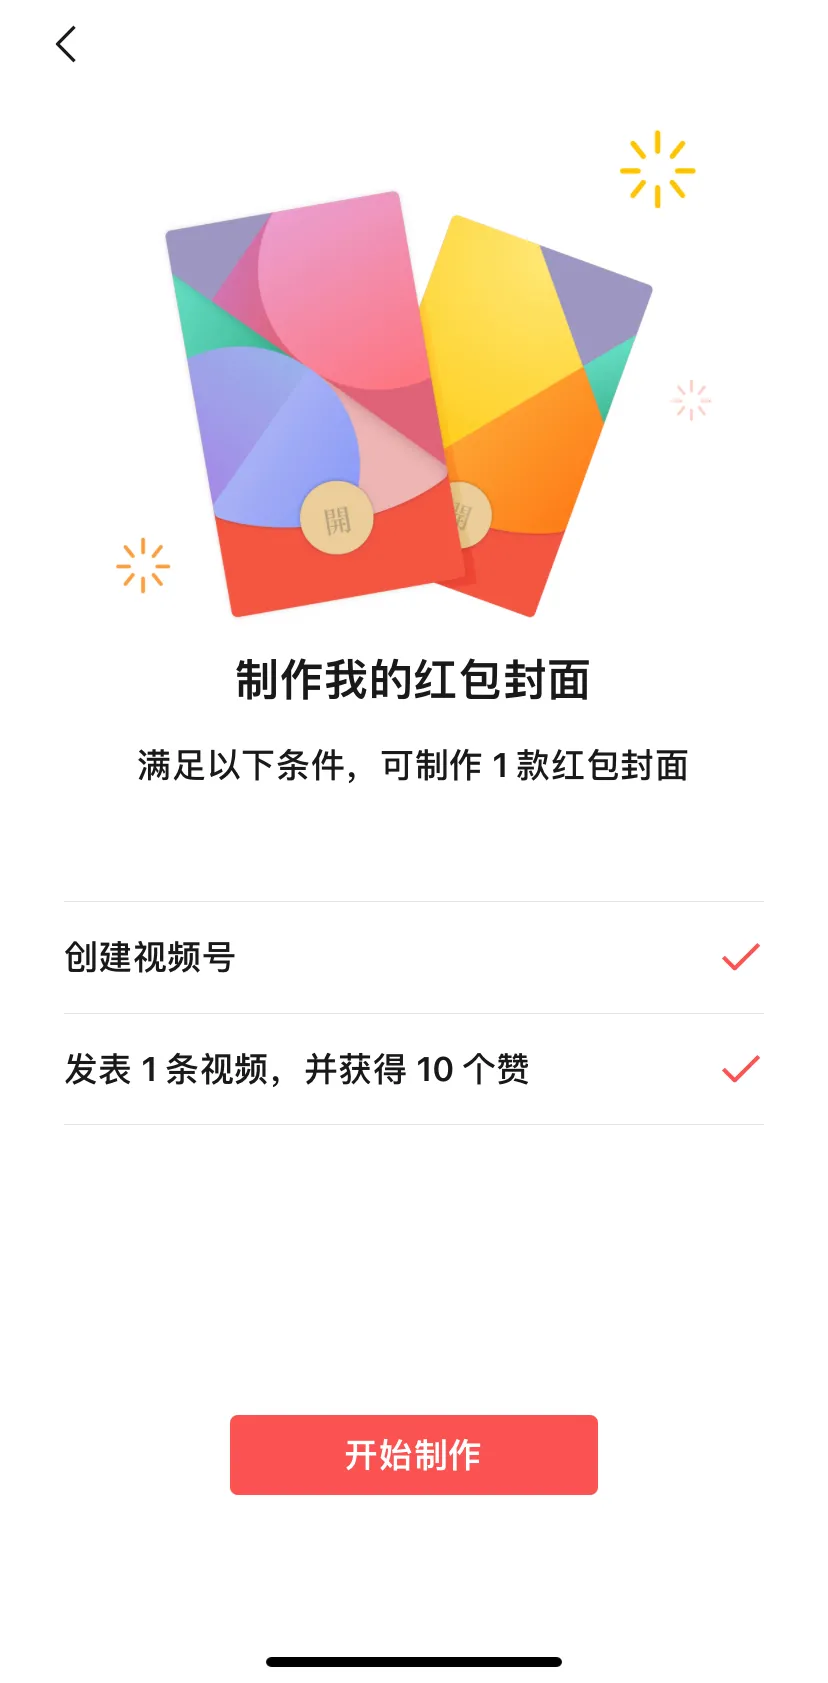 開
開
制作我的红包封面
满足以下条件，可制作 1 款红包封面
创建视频号
发表 1 条视频，并获得 10 个赞
开始制作